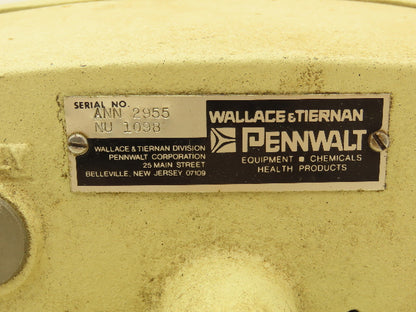 SERIAL NO.
ANN 2955
NU 1098
WALLACE & TIERNAN DIVISION
PENNWALT CORPORATION
25 MAIN STREET
BELLEVILLE, NEW JERSEY 07109
WALLACE & TIERNAN
PENNWALT
EQUIPMENT ■ CHEMICALS
HEALTH PRODUCTS